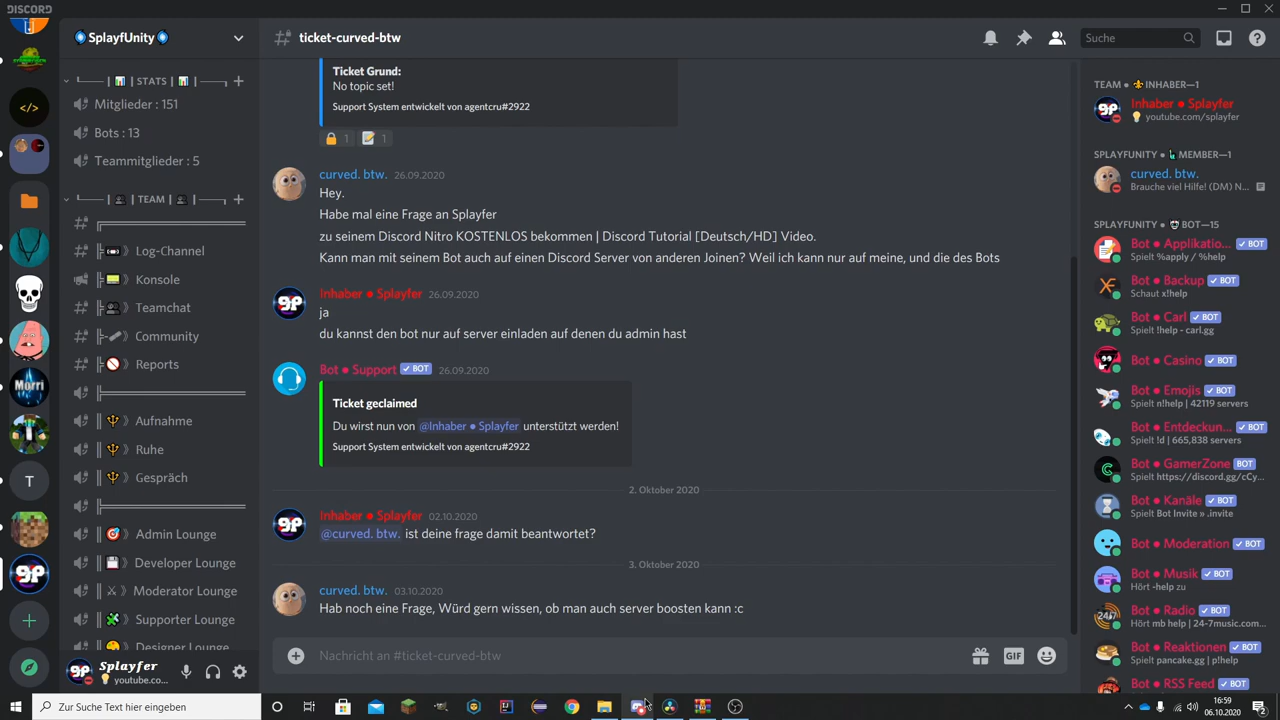 DISCORD
SplayfUnity
# ticket-curved-btw
Suche
| STATS |
Mitglieder : 151
Bots : 13
Teammitglieder : 5
| TEAM |
Log-Channel
Konsole
Teamchat
Community
Reports
Aufnahme
Ruhe
Gespräch
Admin Lounge
Developer Lounge
Moderator Lounge
Supporter Lounge
Designer Lounge
Splayfer
youtube.co...
Morri
T
gp
Ticket Grund:
No topic set!
Support System entwickelt von agentcru#2922
1 1
curved. btw. 26.09.2020
Hey.
Habe mal eine Frage an Splayfer
zu seinem Discord Nitro KOSTENLOS bekommen | Discord Tutorial [Deutsch/HD] Video.
Kann man mit seinem Bot auch auf einen Discord Server von anderen Joinen? Weil ich kann nur auf meine, und die des Bots
Inhaber • Splayfer 26.09.2020
ja
du kannst den bot nur auf server einladen auf denen du admin hast
Bot • Support ✔ BOT 26.09.2020
Ticket geclaimed
Du wirst nun von @Inhaber • Splayfer unterstützt werden!
Support System entwickelt von agentcru#2922
2. Oktober 2020
Inhaber • Splayfer 02.10.2020
@curved. btw. ist deine frage damit beantwortet?
3. Oktober 2020
curved. btw. 03.10.2020
Hab noch eine Frage, Würd gern wissen, ob man auch server boosten kann :c
Nachricht an #ticket-curved-btw
GIF
TEAM • INHABER—1
Inhaber • Splayfer
youtube.com/splayfer
SPLAYFUNITY • MEMBER—1
curved. btw.
Brauche viel Hilfe! (DM) N...
SPLAYFUNITY • BOT—15
Bot • Applikatio... ✔ BOT
Spielt %apply / %help
Bot • Backup ✔ BOT
Schaut x!help
Bot • Carl ✔ BOT
Spielt !help - carl.gg
Bot • Casino ✔ BOT
Bot • Emojis ✔ BOT
Spielt n!help | 42119 servers
Bot • Entdeckun... ✔ BOT
Spielt !d | 665,838 servers
Bot • GamerZone BOT
Spielt https://discord.gg/cCy...
Bot • Kanäle ✔ BOT
Spielt Bot Invite » .invite
Bot • Moderation ✔ BOT
Bot • Musik ✔ BOT
Hört -help zu
Bot • Radio ✔ BOT
Hört mb help | 24-7music.com...
Bot • Reaktionen ✔ BOT
Spielt pancake.gg | p!help
Bot • RSS Feed ✔ BOT
Zur Suche Text hier eingeben
16:59
06.10.2020